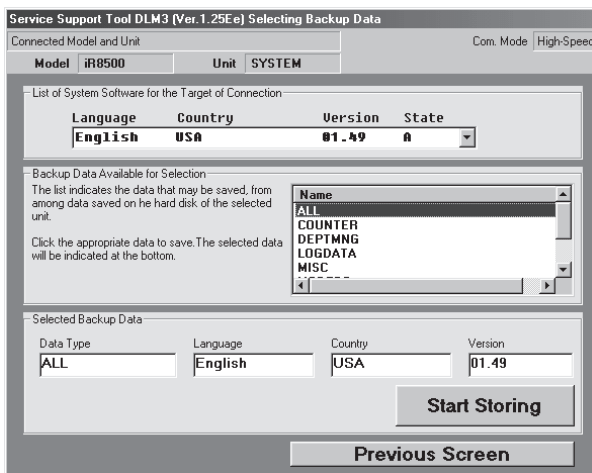 Service Support Tool DLM3 (Ver.1.25Ee) Selecting Backup Data
Connected Model and Unit
Com. Mode High-Speed
Model iR8500 Unit SYSTEM
List of System Software for the Target of Connection
Language Country Version State
English USA 01.49 A
Backup Data Available for Selection
The list indicates the data that may be saved, from
among data saved on he hard disk of the selected
unit.
Click the appropriate data to save.The selected data
will be indicated at the bottom.
Name
ALL
COUNTER
DEPTMNG
LOGDATA
MISC
Selected Backup Data
Data Type Language Country Version
ALL English USA 01.49
Start Storing
Previous Screen